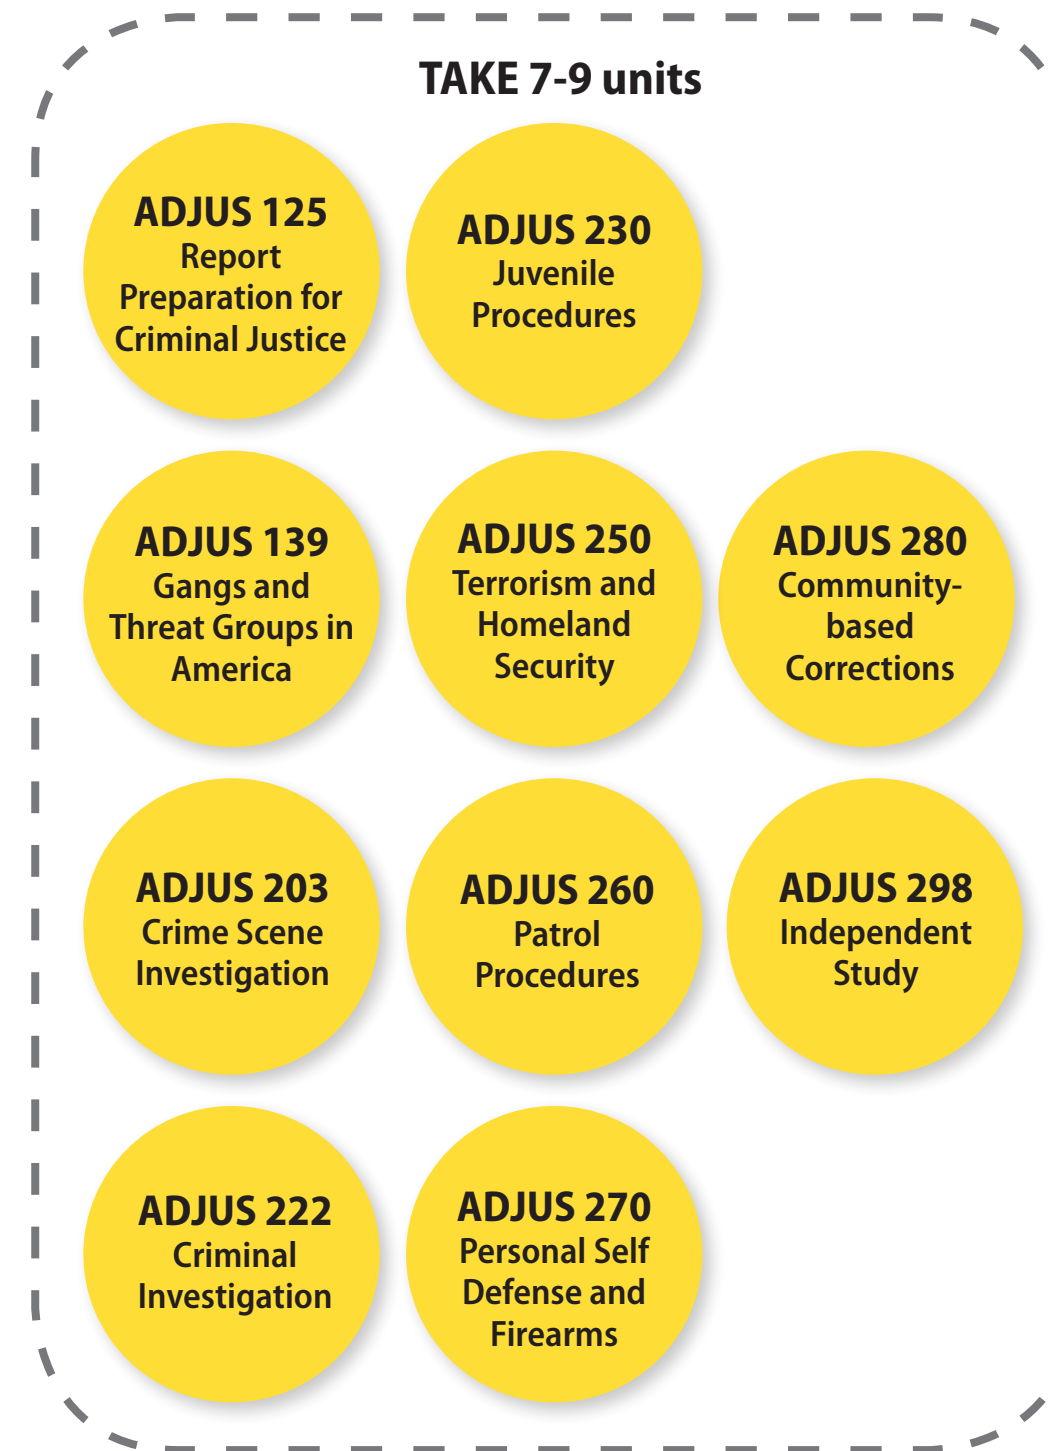 TAKE 7-9 units
ADJUS 125
Report
Preparation for
Criminal Justice
ADJUS 230
Juvenile
Procedures
ADJUS 139
Gangs and
Threat Groups in
America
ADJUS 250
Terrorism and
Homeland
Security
ADJUS 280
Community-
based
Corrections
ADJUS 203
Crime Scene
Investigation
ADJUS 260
Patrol
Procedures
ADJUS 298
Independent
Study
ADJUS 222
Criminal
Investigation
ADJUS 270
Personal Self
Defense and
Firearms